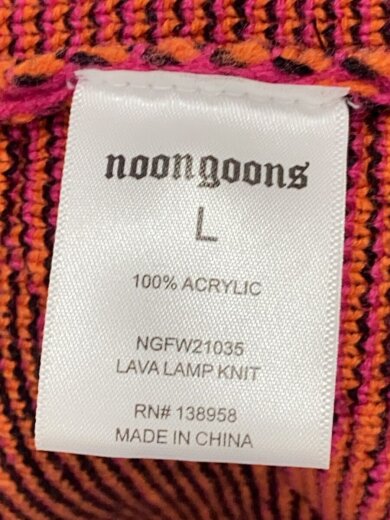 noongoons
L
100% ACRYLIC
NGFW21035
LAVA LAMP KNIT
RN# 138958
MADE IN CHINA